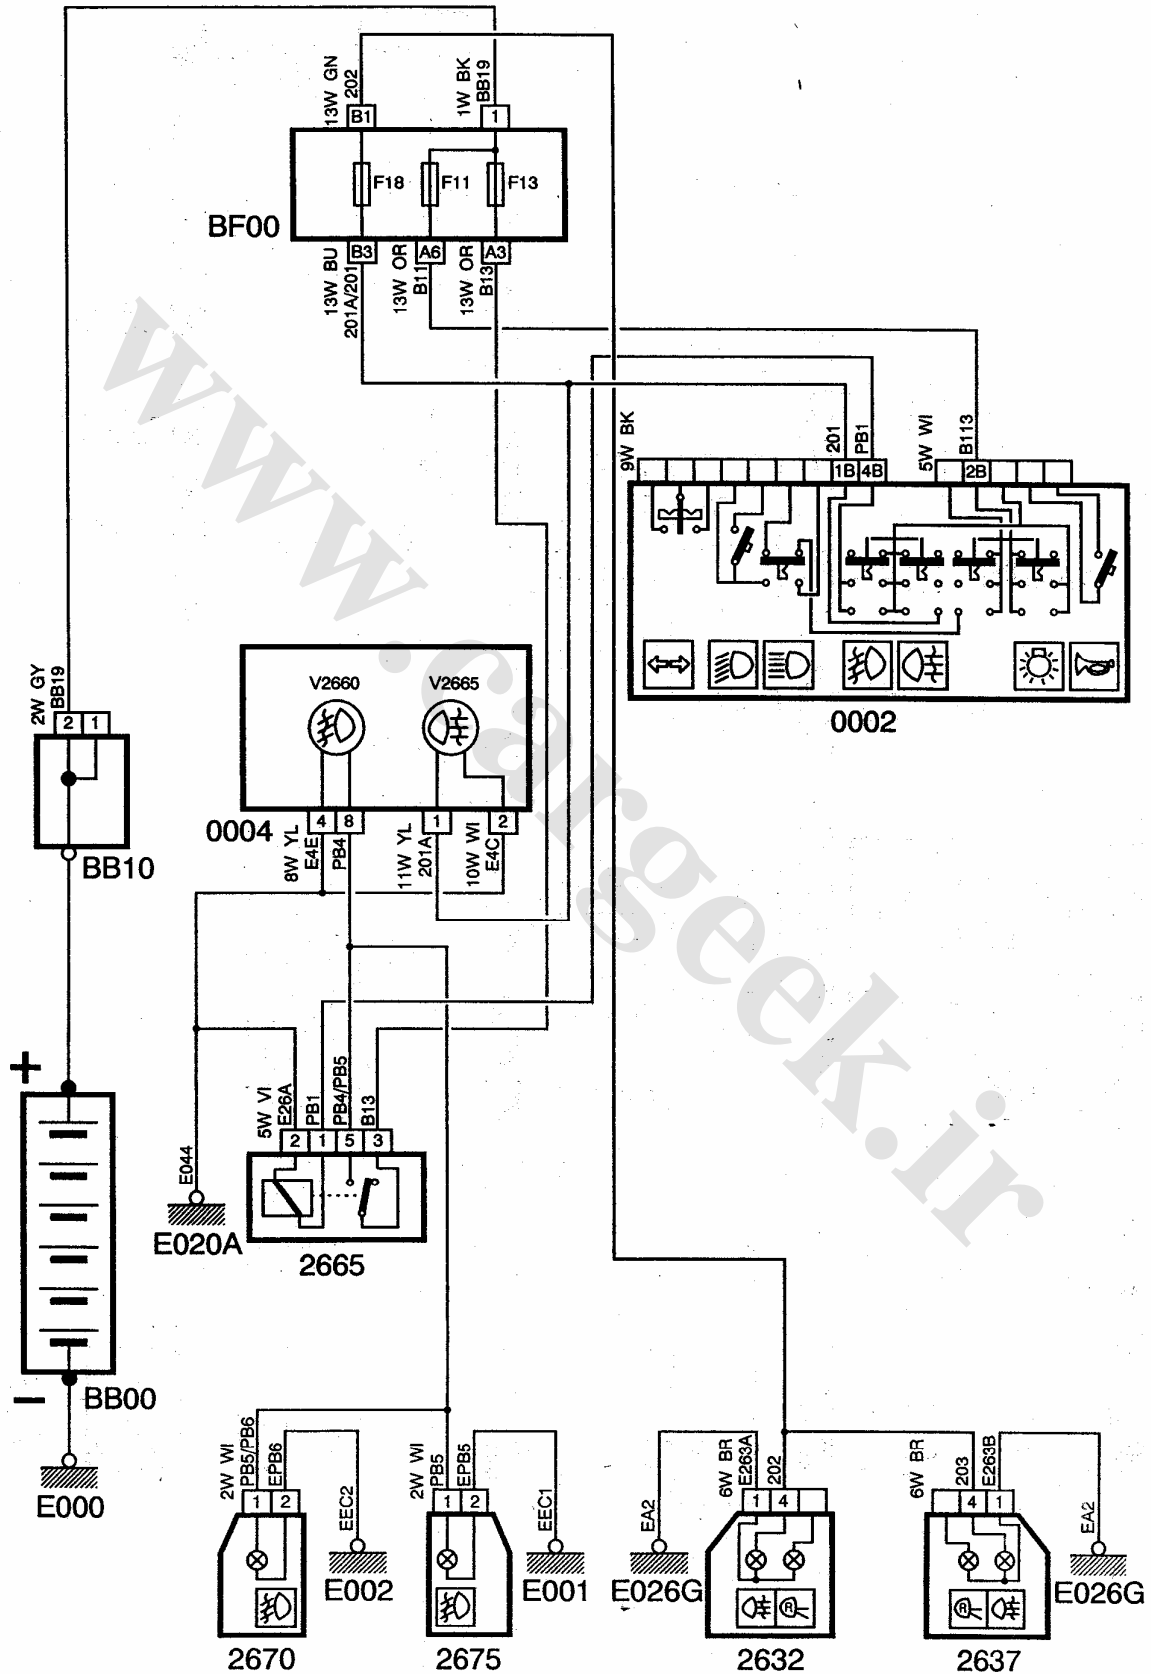 13W GN
202
1W BK
BB19
B1
1
F18
F11
F13
BF00
B3
A6
A3
13W BU
201A/201
13W OR
B11
13W OR
B13
9W BK
201
PB1
5W WI
B113
1B
4B
2B
0002
2W GY
BB19
2
1
BB10
V2660
V2665
0004
4
8
1
2
8W YL
E4E
PB4
11W YL
201A
10W WI
E4C
5W VI
E26A
PB1
PB4/PB5
B13
2
1
5
3
2665
E044
E020A
+
−
BB00
E000
2W WI
PB5/PB6
EPB6
1
2
EEC2
E002
2670
2W WI
PB5
EPB5
1
2
EEC1
E001
2675
EA2
E026G
6W BR
E263A
202
1
4
R
2632
6W BR
203
E263B
4
1
R
EA2
E026G
2637
www.cargeek.ir